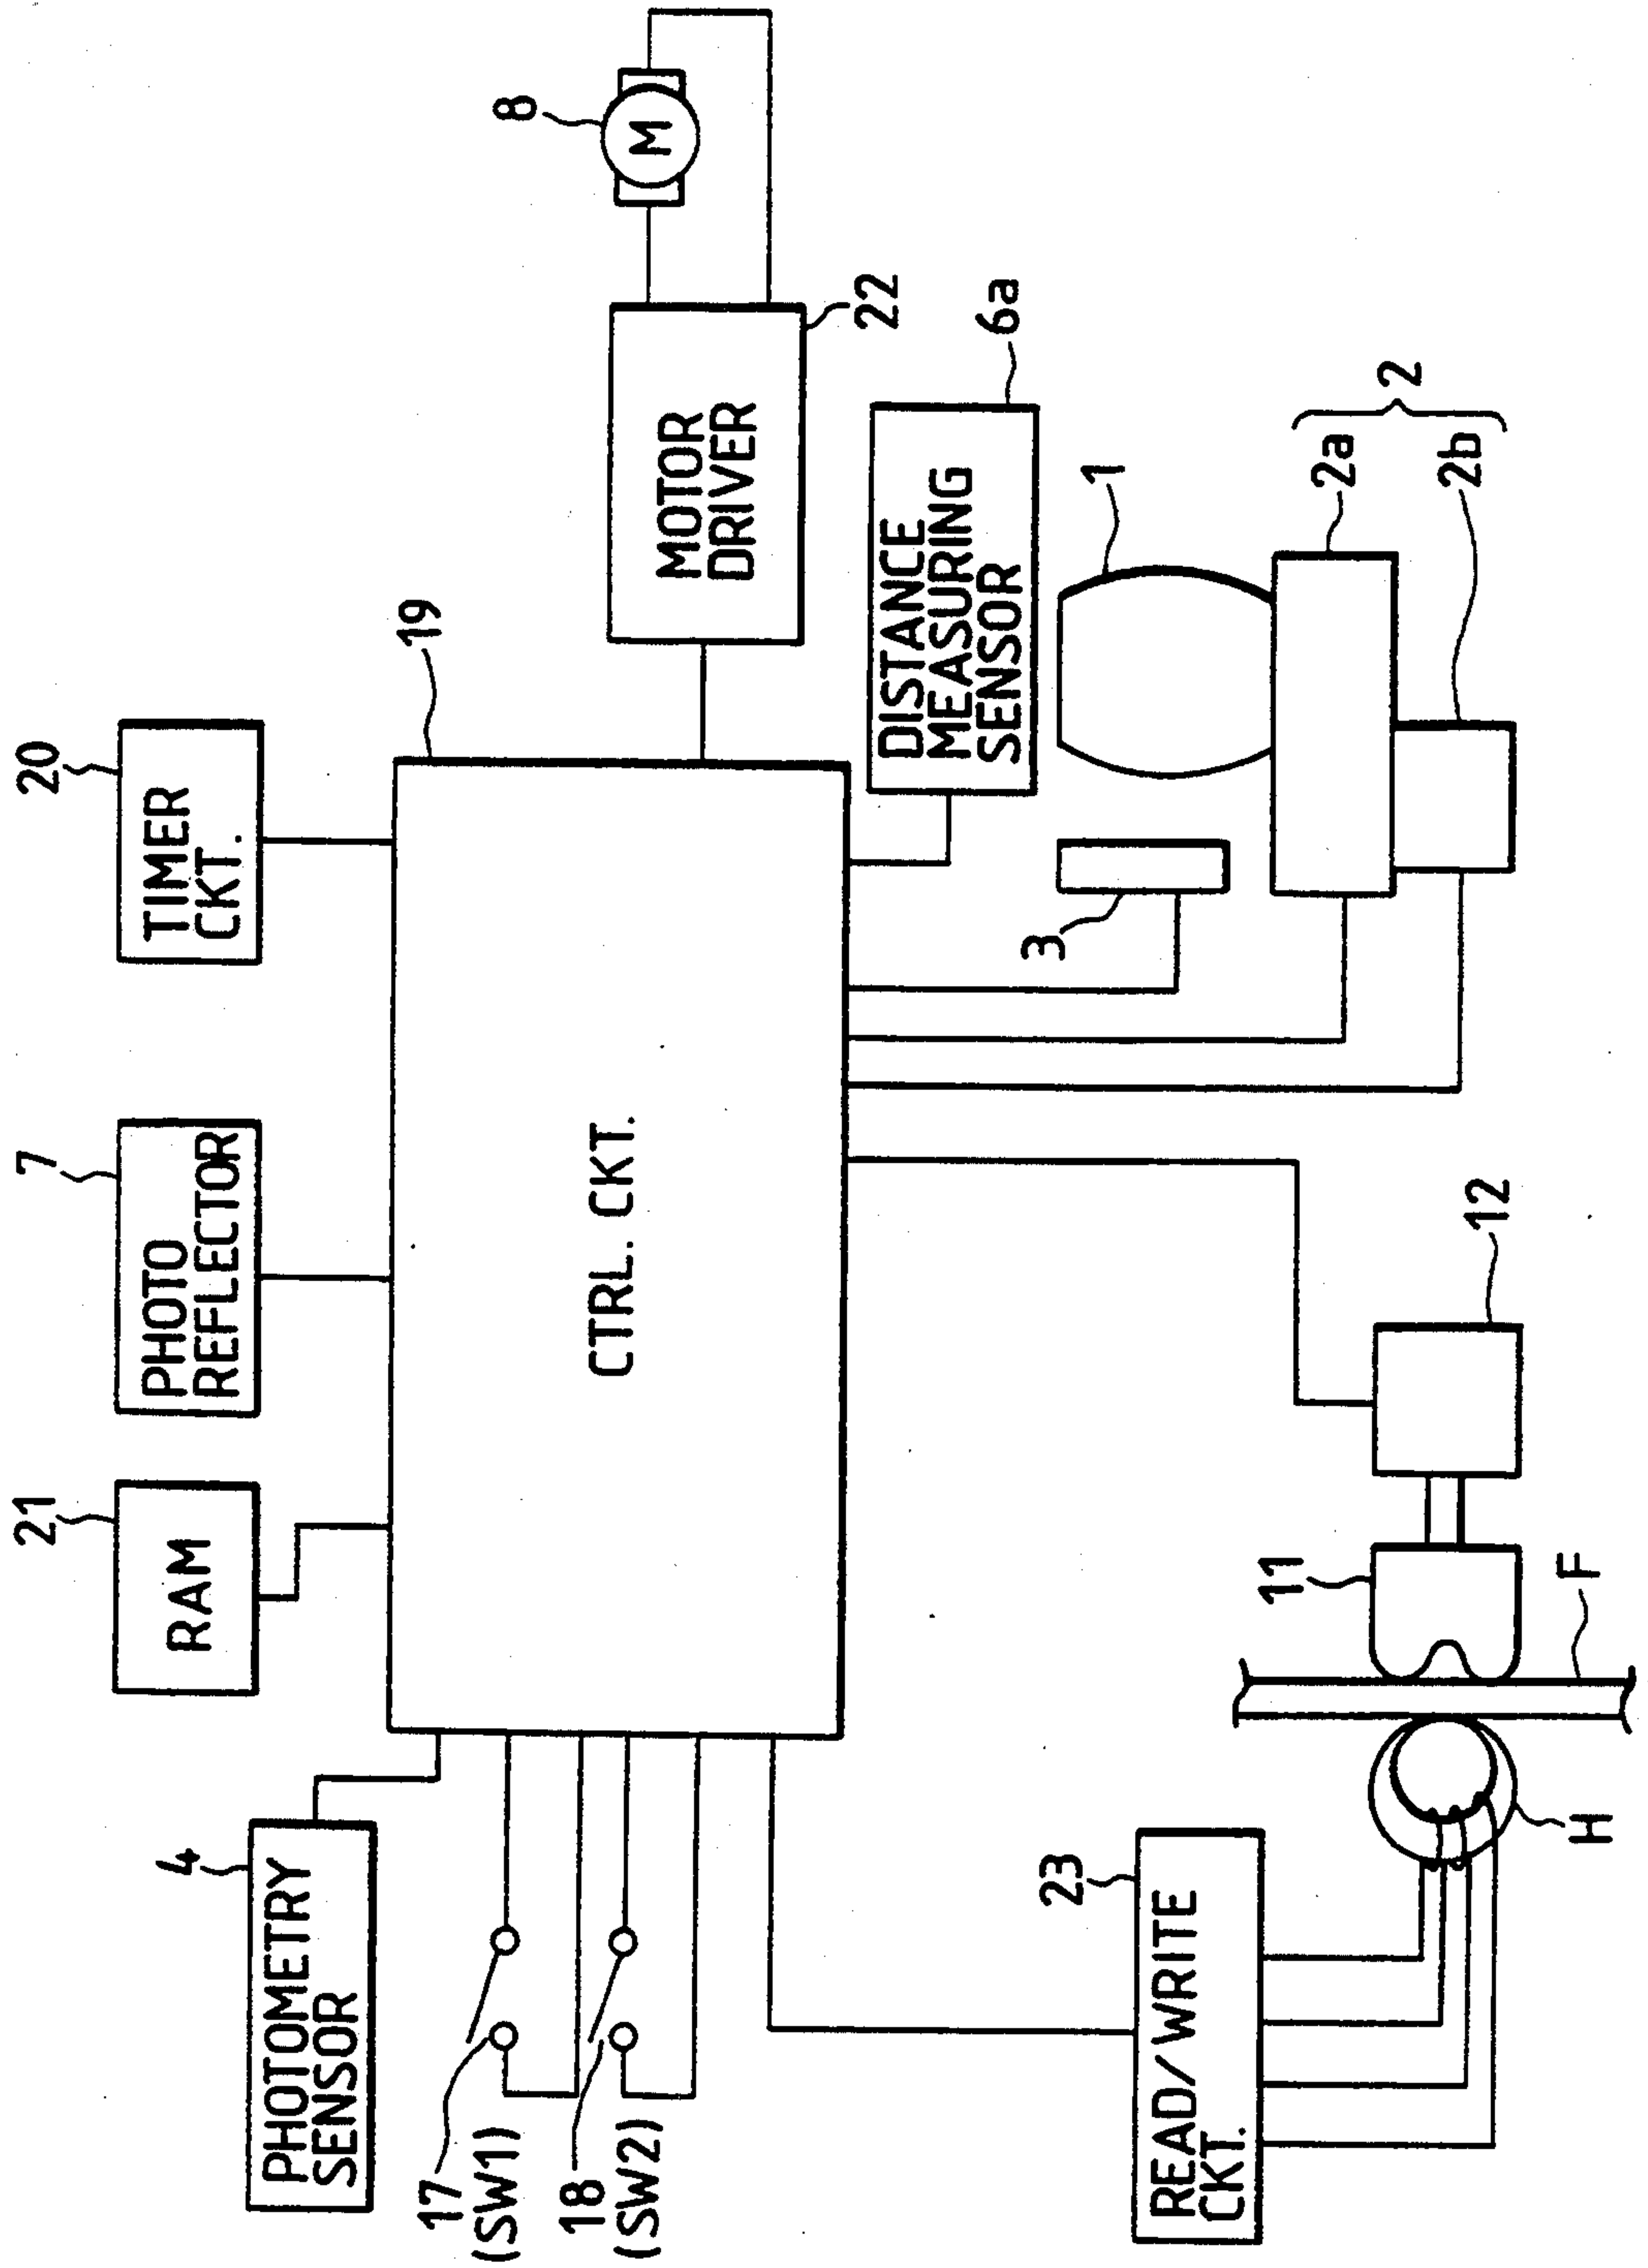 20
TIMER
CKT.
7
PHOTO
REFLECTOR
21
RAM
4
PHOTOMETRY
SENSOR
17
(SW1)
18
(SW2)
19
CTRL. CKT.
8
M
MOTOR
DRIVER
22
DISTANCE
MEASURING
SENSOR
6a
1
3
2a
2b
2
12
11
F
H
23
READ/WRITE
CKT.